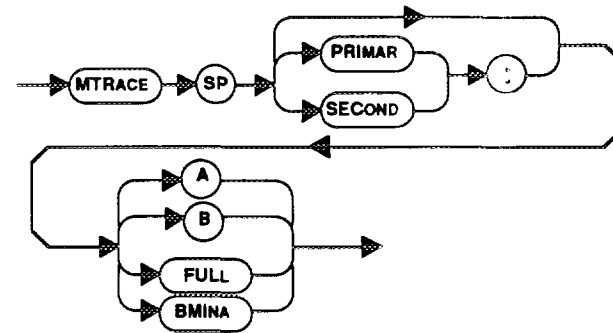 PRIMAR
MTRACE SP :
SECOND
A
B
FULL
BMINA